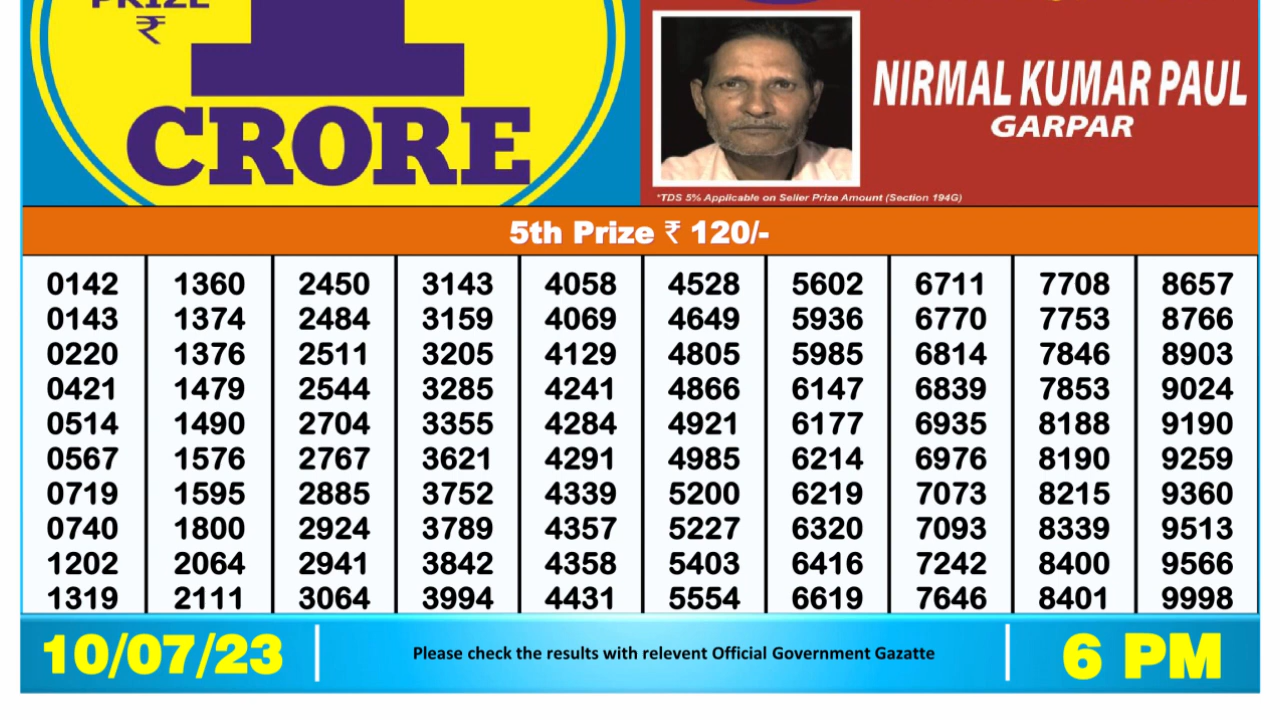 PRIZE
₹
1
CRORE
NIRMAL KUMAR PAUL
GARPAR
*TDS 5% Applicable on Seller Prize Amount (Section 194G)
5th Prize ₹ 120/-
0142 1360 2450 3143 4058 4528 5602 6711 7708 8657
0143 1374 2484 3159 4069 4649 5936 6770 7753 8766
0220 1376 2511 3205 4129 4805 5985 6814 7846 8903
0421 1479 2544 3285 4241 4866 6147 6839 7853 9024
0514 1490 2704 3355 4284 4921 6177 6935 8188 9190
0567 1576 2767 3621 4291 4985 6214 6976 8190 9259
0719 1595 2885 3752 4339 5200 6219 7073 8215 9360
0740 1800 2924 3789 4357 5227 6320 7093 8339 9513
1202 2064 2941 3842 4358 5403 6416 7242 8400 9566
1319 2111 3064 3994 4431 5554 6619 7646 8401 9998
10/07/23
Please check the results with relevent Official Government Gazatte
6 PM